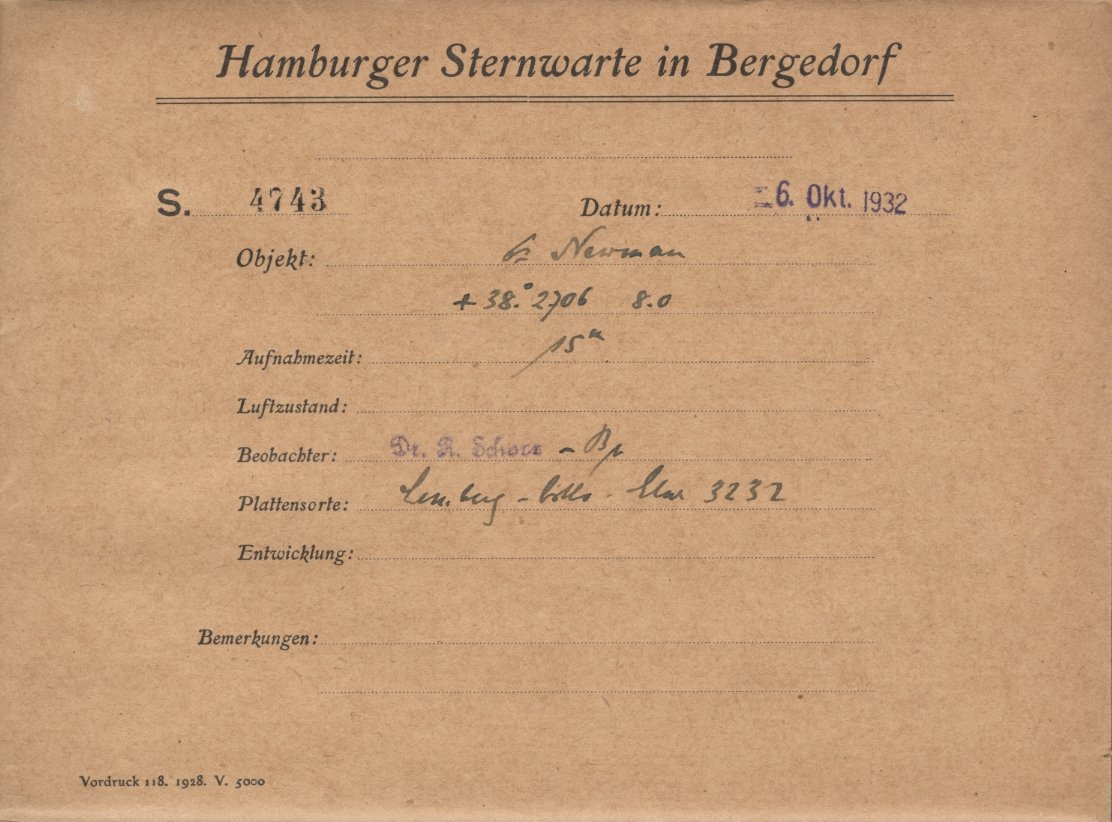 Hamburger Sternwarte in Bergedorf
S. 4743 Datum: 6. Okt. 1932
Objekt: Newman
+38.° 2706 8.0
Aufnahmezeit: 15ᵐ
Luftzustand:
Beobachter: Dr. R. Schorr –
Plattensorte: 3232
Entwicklung:
Bemerkungen:
Vordruck 118. 1928. V. 5000